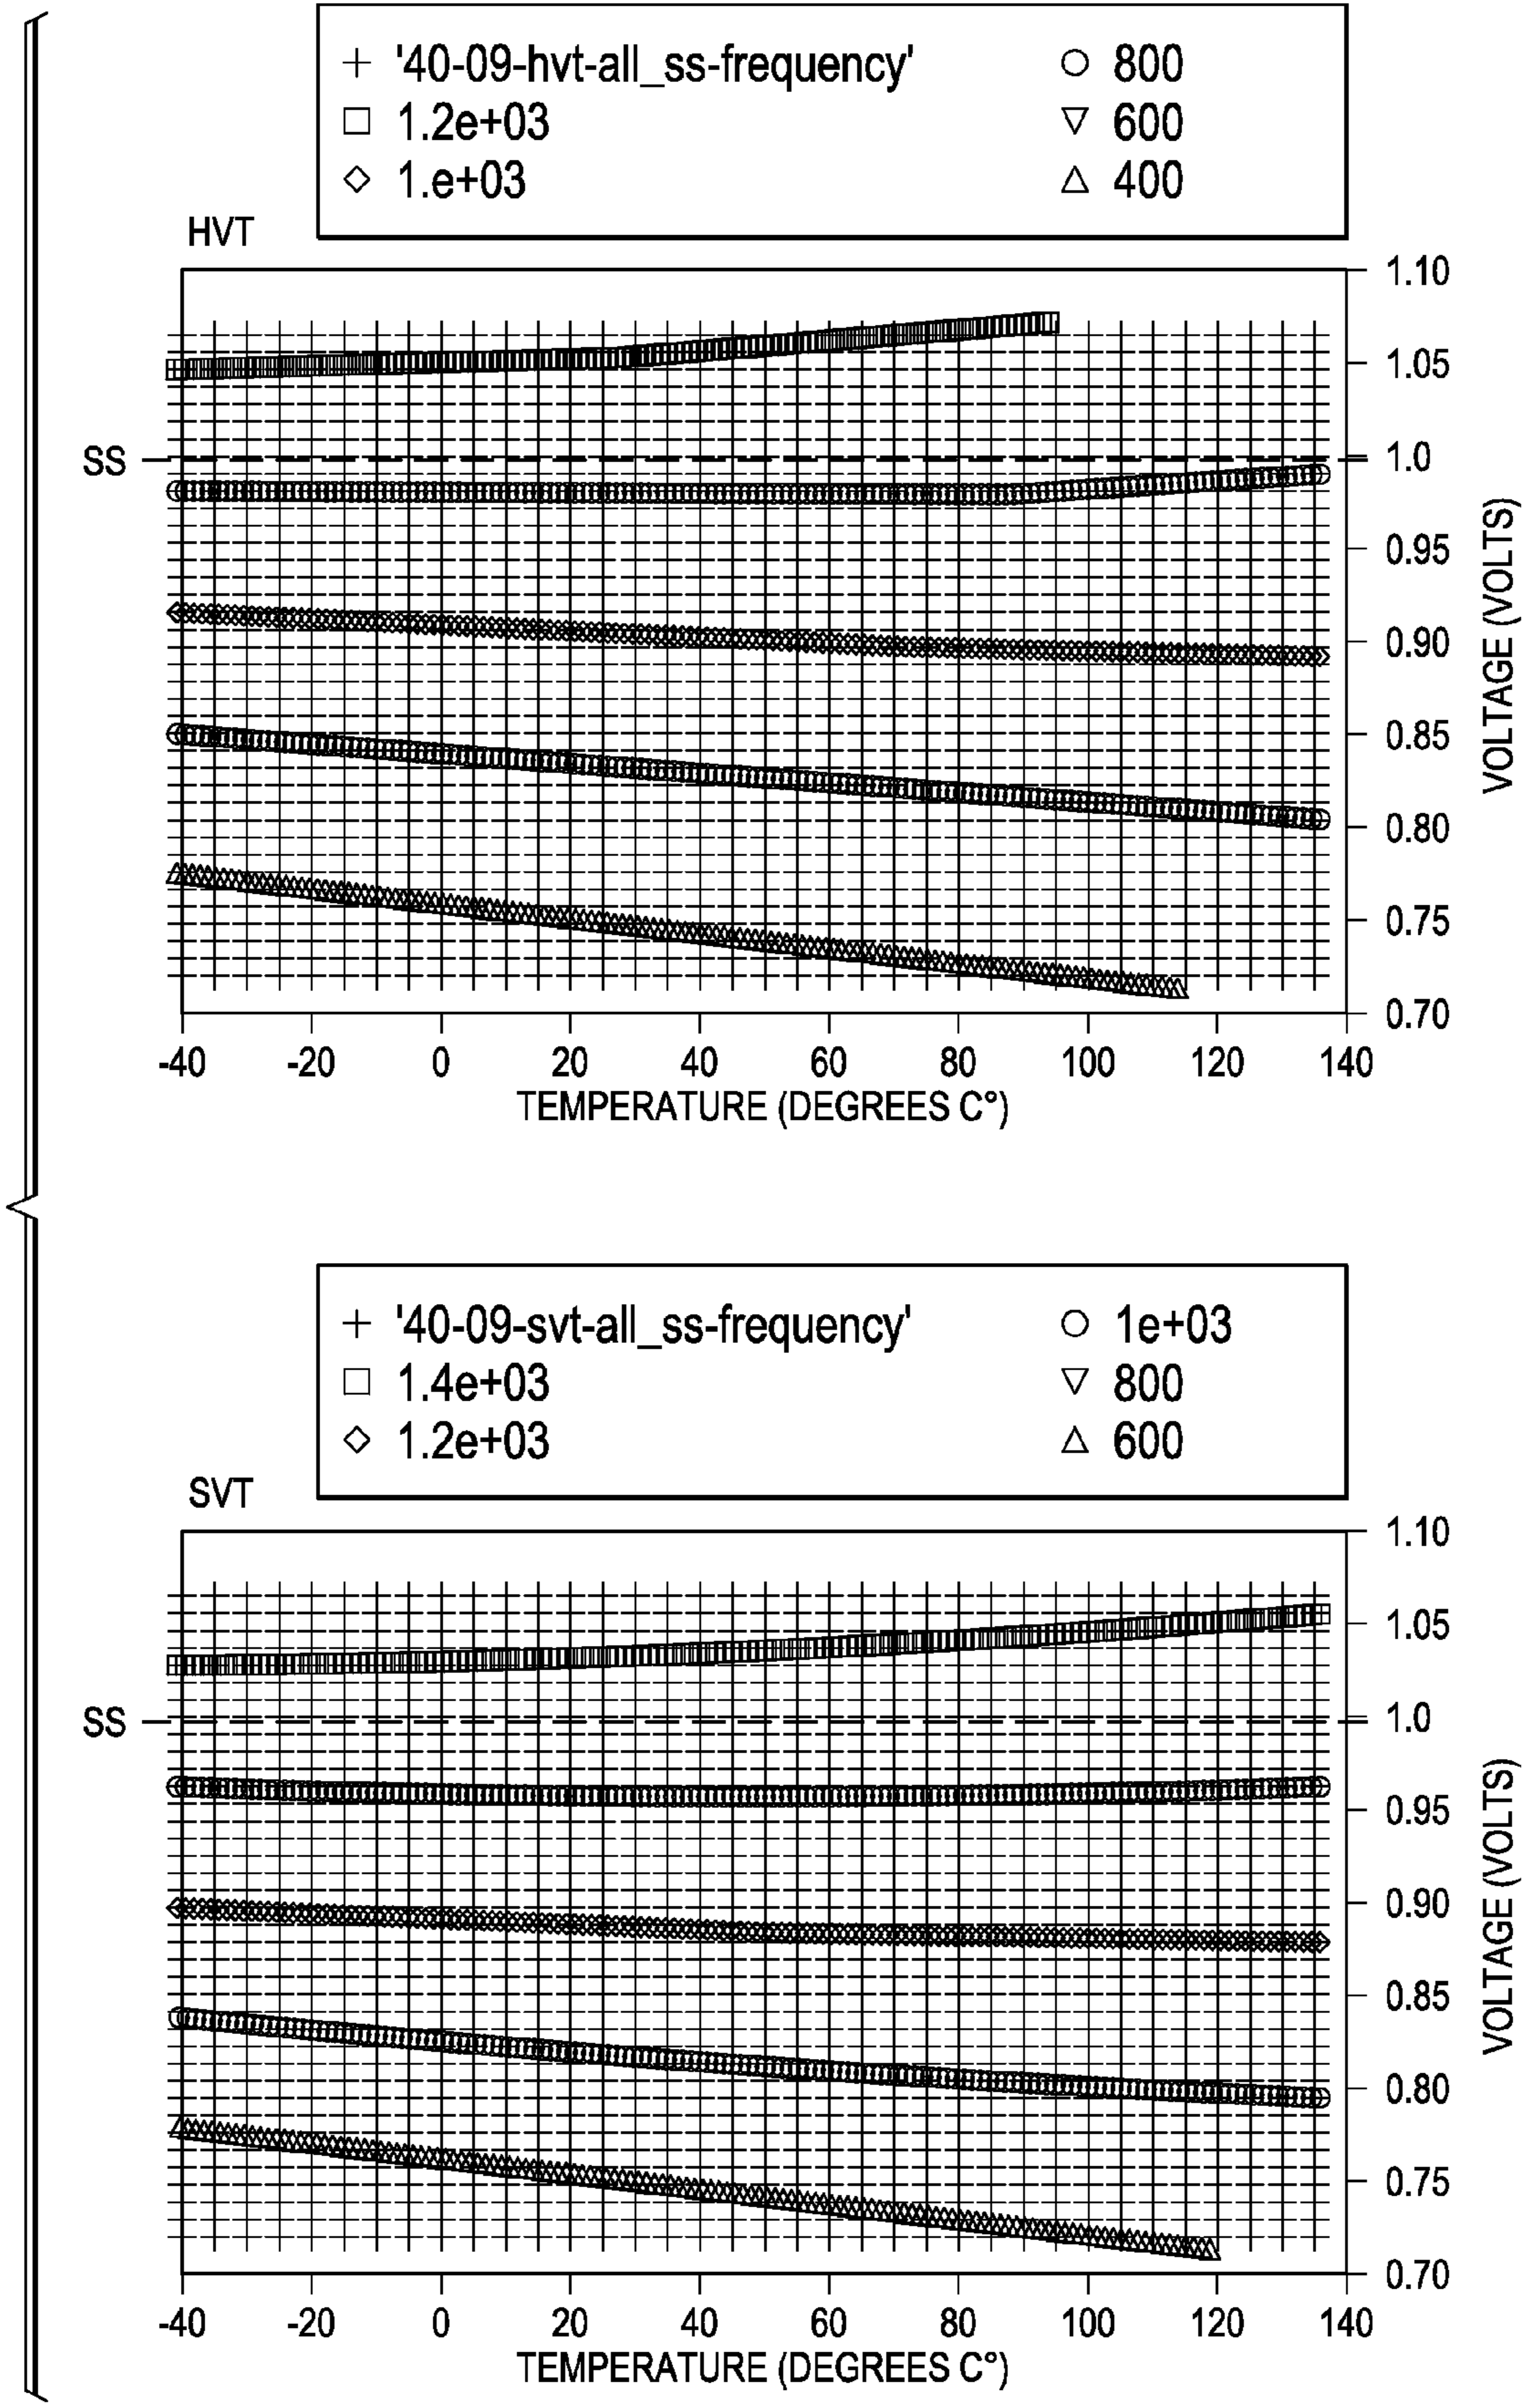 '40-09-hvt-all_ss-frequency'
1.2e+03
1.e+03
800
600
400
HVT
1.10
1.05
1.0
0.95
0.90
0.85
0.80
0.75
0.70
SS
VOLTAGE (VOLTS)
-40 -20 0 20 40 60 80 100 120 140
TEMPERATURE (DEGREES C°)
'40-09-svt-all_ss-frequency'
1.4e+03
1.2e+03
1e+03
800
600
SVT
1.10
1.05
1.0
0.95
0.90
0.85
0.80
0.75
0.70
SS
VOLTAGE (VOLTS)
-40 -20 0 20 40 60 80 100 120 140
TEMPERATURE (DEGREES C°)